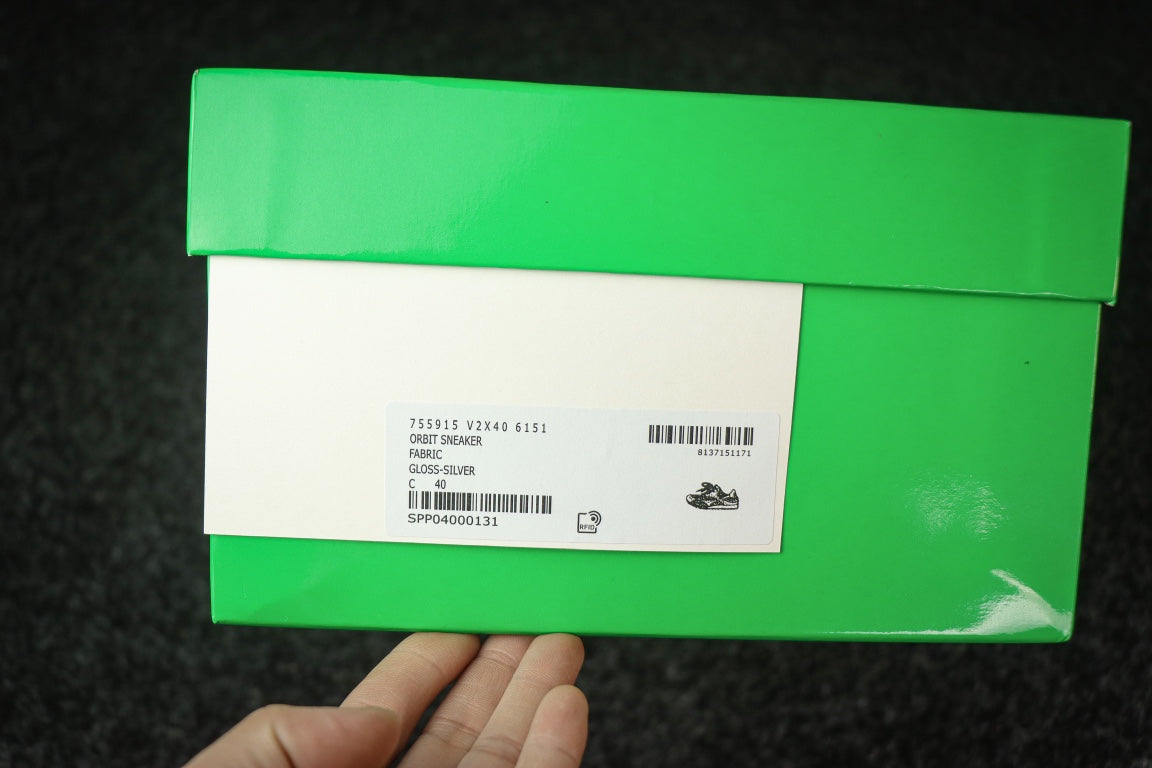 755915 V2X40 6151
ORBIT SNEAKER
FABRIC
GLOSS-SILVER
C 40
SPP04000131
8137151171
RFID